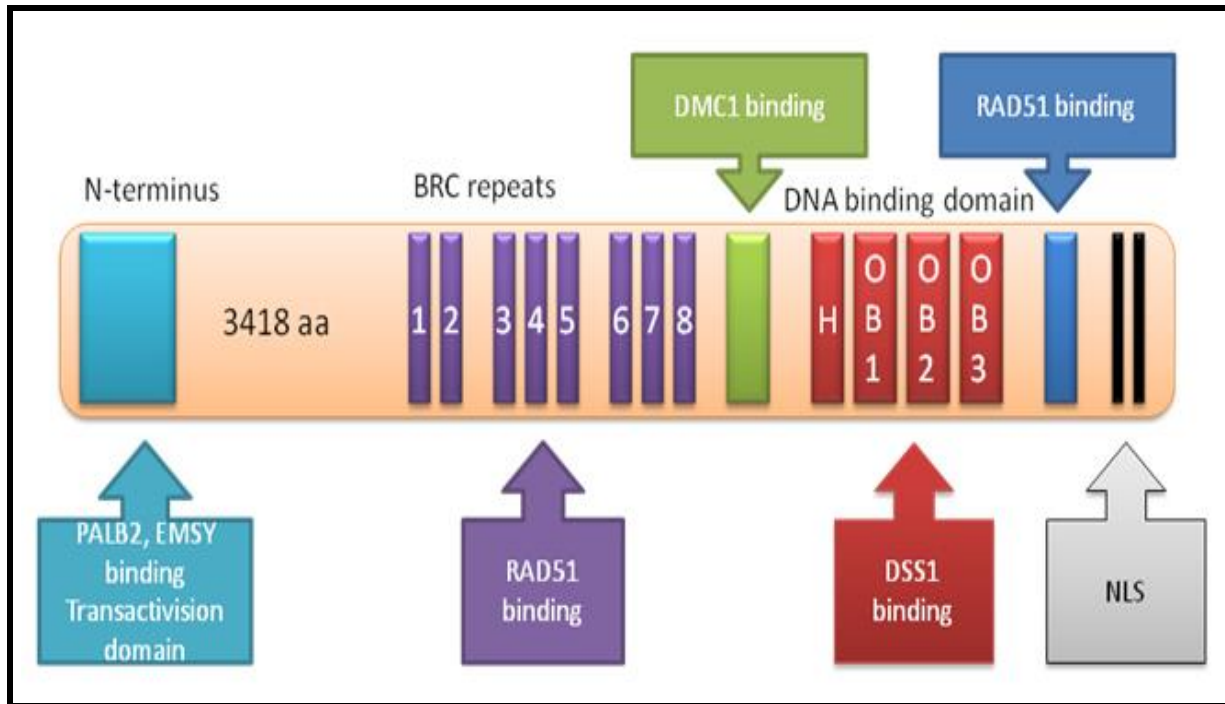 DMC1 binding
RAD51 binding
N-terminus
BRC repeats
DNA binding domain
3418 aa
1 2 3 4 5 6 7 8
H
O
B
1
O
B
2
O
B
3
PALB2, EMSY
binding
Transactivision
domain
RAD51
binding
DSS1
binding
NLS